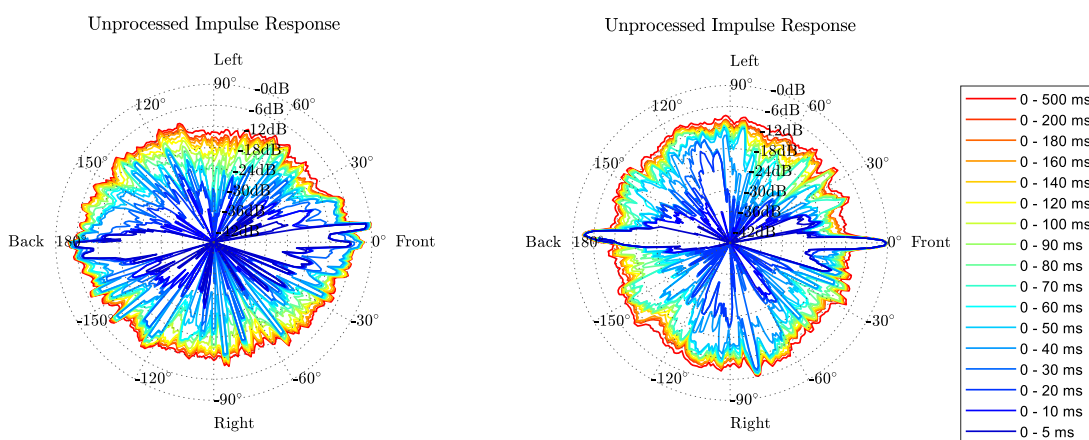 Unprocessed Impulse Response
Left
90°
-0dB
120°
60°
-6dB
-12dB
150°
-18dB
30°
-24dB
-30dB
-36dB
Back
180°
0°
Front
-150°
-30°
-120°
-60°
-90°
Right
Unprocessed Impulse Response
Left
90°
-0dB
120°
60°
-6dB
-12dB
150°
-18dB
30°
-24dB
-30dB
-36dB
-42dB
Back
180°
0°
Front
-150°
-30°
-120°
-60°
-90°
Right
0 - 500 ms
0 - 200 ms
0 - 180 ms
0 - 160 ms
0 - 140 ms
0 - 120 ms
0 - 100 ms
0 - 90 ms
0 - 80 ms
0 - 70 ms
0 - 60 ms
0 - 50 ms
0 - 40 ms
0 - 30 ms
0 - 20 ms
0 - 10 ms
0 - 5 ms